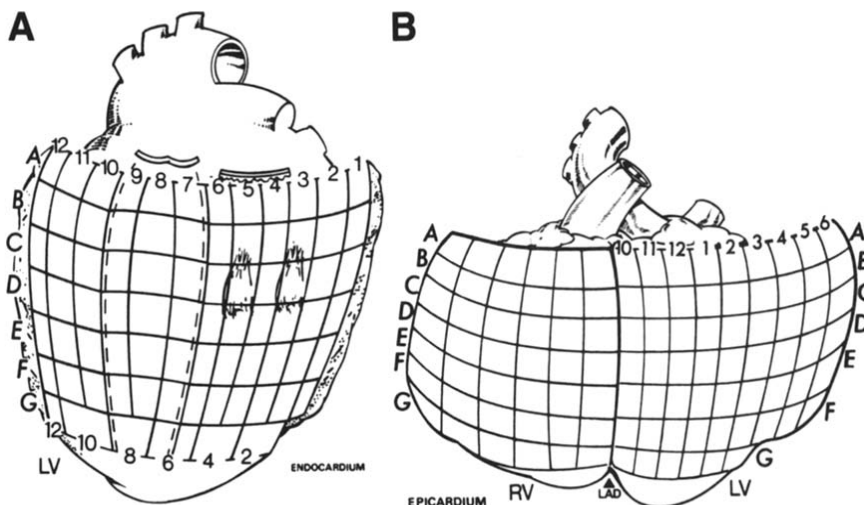 A
B
A 12 11 10 9 8 7 6 5 4 3 2 1
B
C
D
E
F
G
12 10 8 6 4 2
LV
ENDOCARDIUM
A 10 11 12 1 2 3 4 5 6 A
B B
C C
D D
E E
F F
G G
RV LAD LV
EPICARDIUM